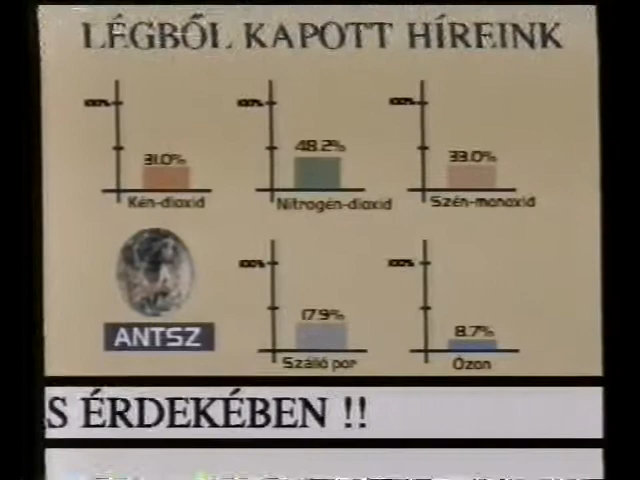 LÉGBŐL KAPOTT HÍREINK
100%
31.0%
Kén-dioxid
100%
48.2%
Nitrogén-dioxid
100%
33.0%
Szén-monoxid
ANTSZ
100%
17.9%
Szálló por
100%
8.7%
Ózon
S ÉRDEKÉBEN !!